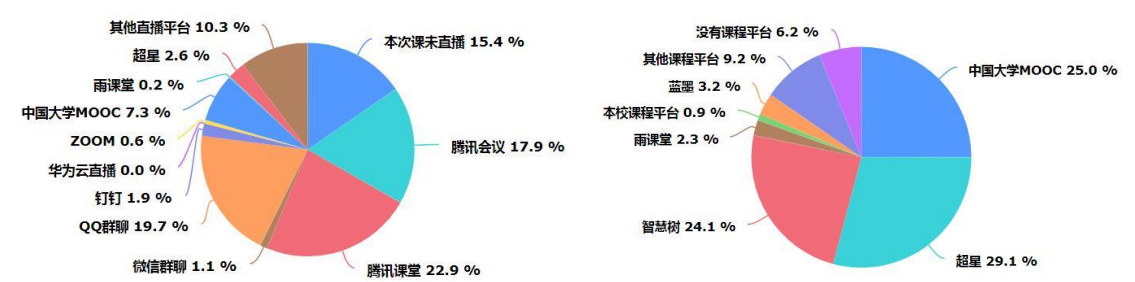 其他直播平台 10.3 %
本次课未直播 15.4 %
超星 2.6 %
雨课堂 0.2 %
中国大学MOOC 7.3 %
ZOOM 0.6 %
腾讯会议 17.9 %
华为云直播 0.0 %
钉钉 1.9 %
QQ群聊 19.7 %
微信群聊 1.1 %
腾讯课堂 22.9 %
没有课程平台 6.2 %
其他课程平台 9.2 %
中国大学MOOC 25.0 %
蓝墨 3.2 %
本校课程平台 0.9 %
雨课堂 2.3 %
智慧树 24.1 %
超星 29.1 %